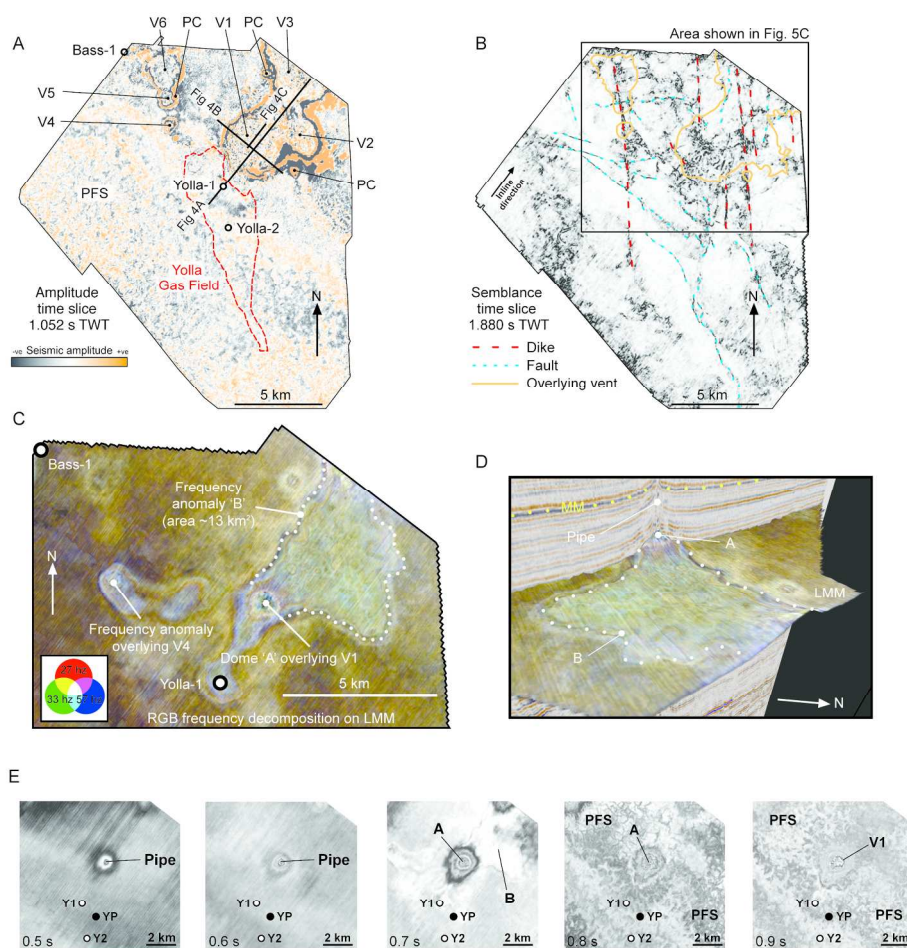 A
V6
PC
V1
PC
V3
Bass-1
V5
V4
Fig 4B
Fig 4C
V2
PFS
Yolla-1
PC
Fig 4A
Yolla-2
Yolla
Gas Field
Amplitude
time slice
1.052 s TWT
N
-ve Seismic amplitude +ve
5 km
B
Area shown in Fig. 5C
Inline
direction
Semblance
time slice
1.880 s TWT
N
Dike
Fault
Overlying vent
5 km
C
Bass-1
Frequency
anomaly ‘B’
(area ~13 km²)
N
Frequency anomaly
overlying V4
Dome ‘A’ overlying V1
Yolla-1
5 km
27 hz
33 hz
RGB frequency decomposition on LMM
D
MM
Pipe
A
LMM
B
N
E
Pipe
Y1
YP
Y2
0.5 s
2 km
Pipe
Y1
YP
Y2
0.6 s
2 km
A
B
Y1
YP
Y2
0.7 s
2 km
PFS
A
Y1
YP
PFS
Y2
0.8 s
2 km
PFS
V1
Y1
YP
PFS
Y2
0.9 s
2 km